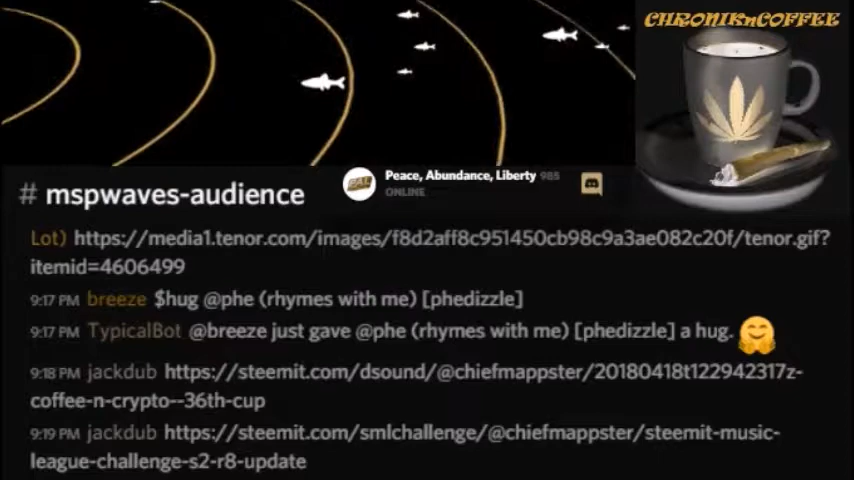 CHRONIKnCOFFEE
Peace, Abundance, Liberty 985
ONLINE
# mspwaves-audience
Lot) https://media1.tenor.com/images/f8d2aff8c951450cb98c9a3ae082c20f/tenor.gif?
itemid=4606499
9:17 PM breeze $hug @phe (rhymes with me) [phedizzle]
9:17 PM TypicalBot @breeze just gave @phe (rhymes with me) [phedizzle] a hug. 🤗
9:18 PM jackdub https://steemit.com/dsound/@chiefmappster/20180418t122942317z-
coffee-n-crypto--36th-cup
9:19 PM jackdub https://steemit.com/smlchallenge/@chiefmappster/steemit-music-
league-challenge-s2-r8-update